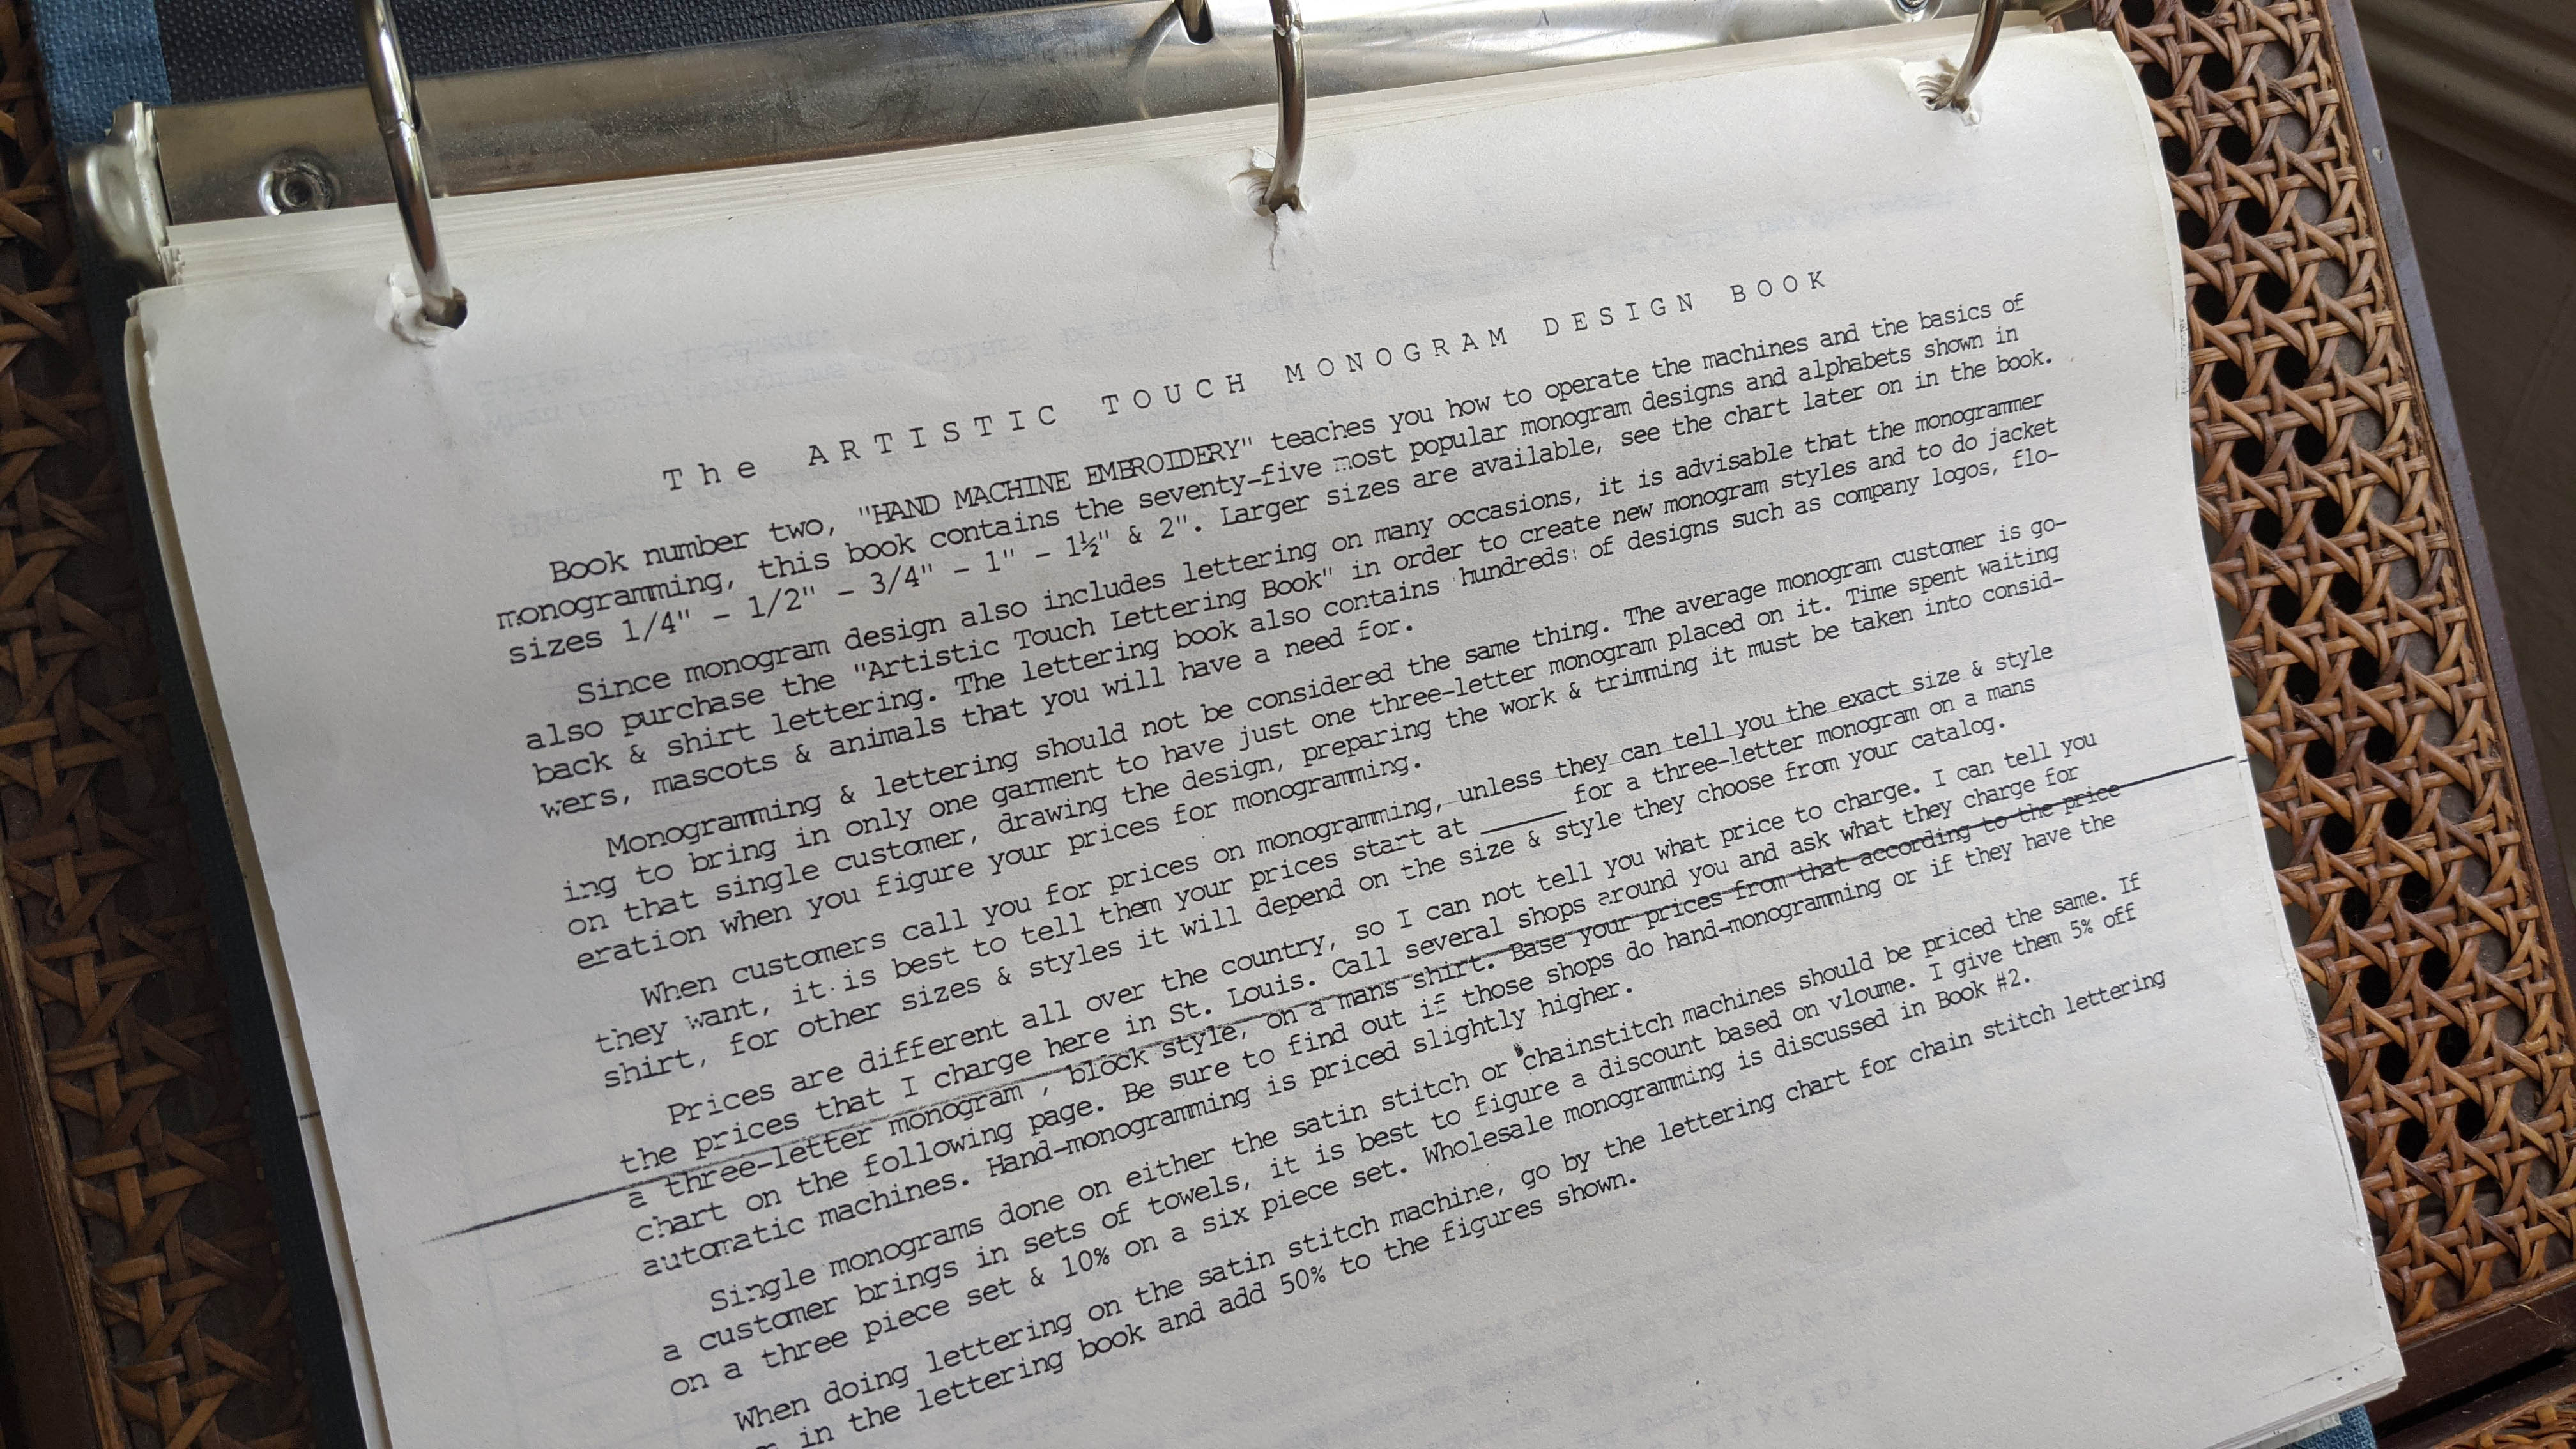 The ARTISTIC TOUCH MONOGRAM DESIGN BOOK
Book number two, "HAND MACHINE EMBROIDERY" teaches you how to operate the machines and the basics of
monogramming, this book contains the seventy-five most popular monogram designs and alphabets shown in
sizes 1/4" - 1/2" - 3/4" - 1" - 1½" & 2". Larger sizes are available, see the chart later on in the book.
Since monogram design also includes lettering on many occasions, it is advisable that the monogrammer
also purchase the "Artistic Touch Lettering Book" in order to create new monogram styles and to do jacket
back & shirt lettering. The lettering book also contains hundreds of designs such as company logos, flo-
wers, mascots & animals that you will have a need for.
Monogramming & lettering should not be considered the same thing. The average monogram customer is go-
ing to bring in only one garment to have just one three-letter monogram placed on it. Time spent waiting
on that single customer, drawing the design, preparing the work & trimming it must be taken into consid-
eration when you figure your prices for monogramming.
When customers call you for prices on monogramming, unless they can tell you the exact size & style
they want, it is best to tell them your prices start at ______ for a three-letter monogram on a mans
shirt, for other sizes & styles it will depend on the size & style they choose from your catalog.
Prices are different all over the country, so I can not tell you what price to charge. I can tell you
the prices that I charge here in St. Louis. Call several shops around you and ask what they charge for
a three-letter monogram , block style, on a mans shirt. Base your prices from that according to the price
chart on the following page. Be sure to find out if those shops do hand-monogramming or if they have the
automatic machines. Hand-monogramming is priced slightly higher.
Single monograms done on either the satin stitch or chainstitch machines should be priced the same. If
a customer brings in sets of towels, it is best to figure a discount based on vloume. I give them 5% off
on a three piece set & 10% on a six piece set. Wholesale monogramming is discussed in Book #2.
When doing lettering on the satin stitch machine, go by the lettering chart for chain stitch lettering
in the lettering book and add 50% to the figures shown.